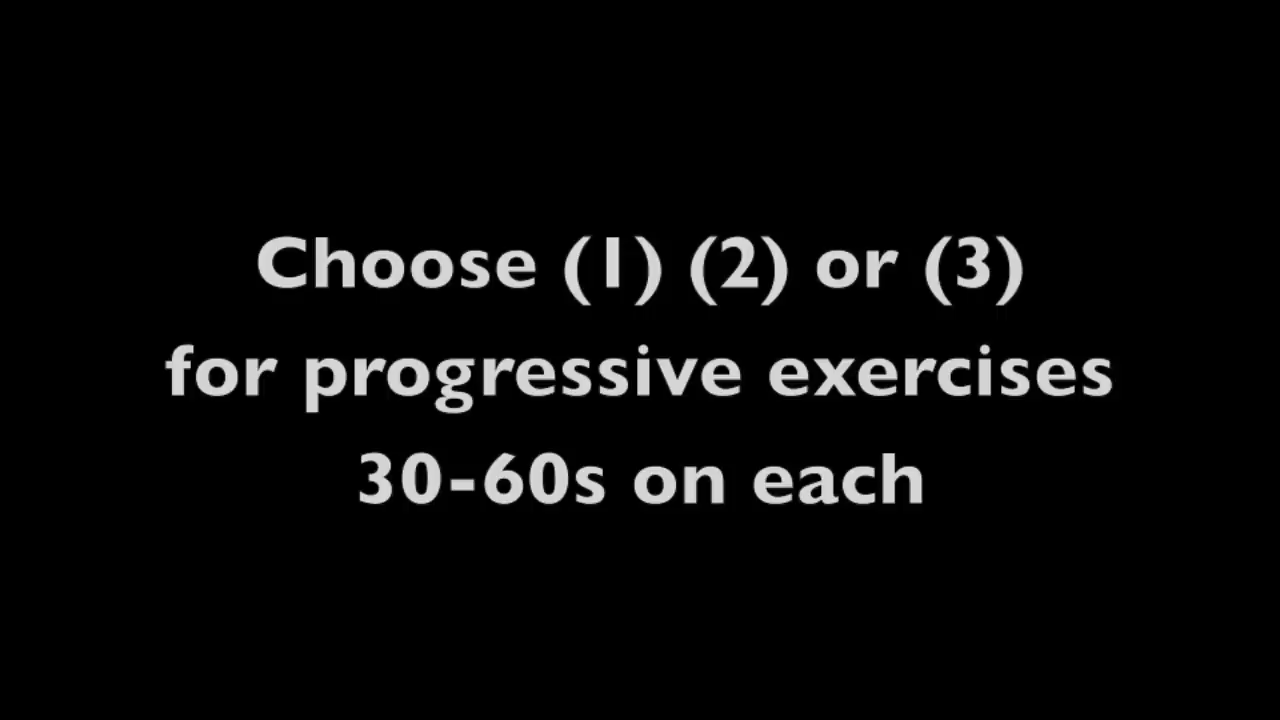 Choose (1) (2) or (3)
for progressive exercises
30-60s on each